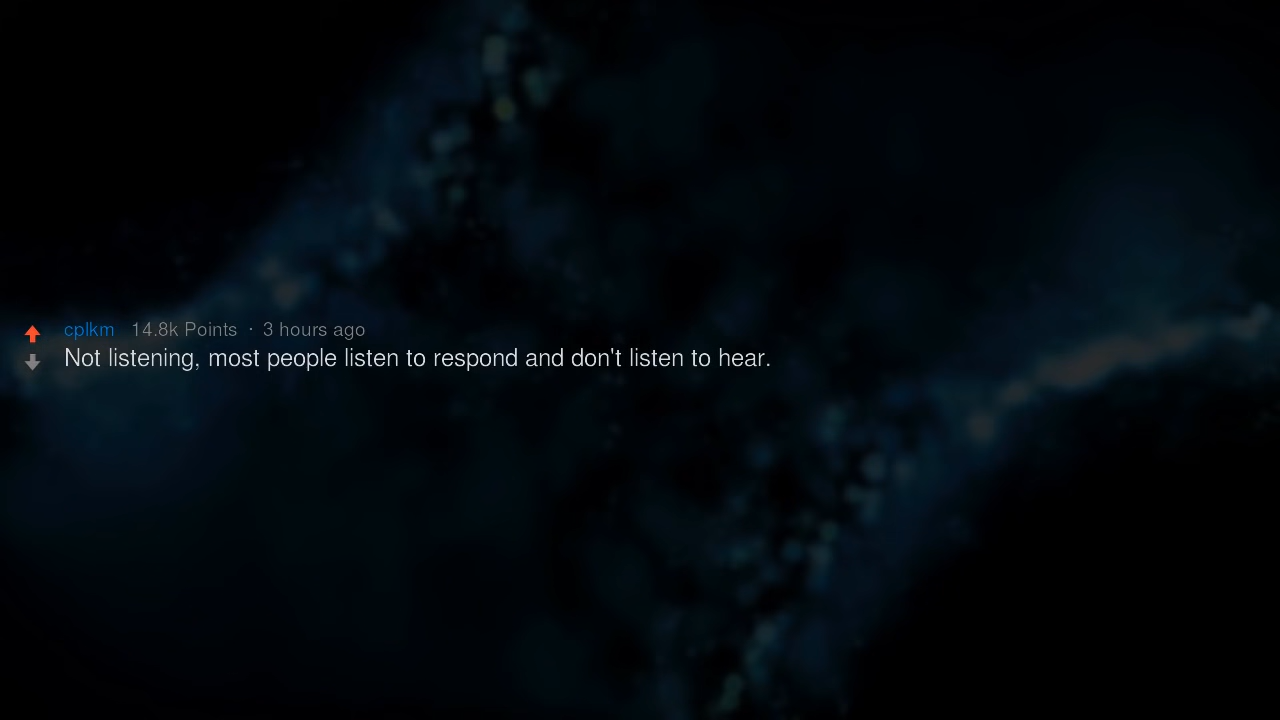 cplkm 14.8k Points · 3 hours ago
Not listening, most people listen to respond and don't listen to hear.